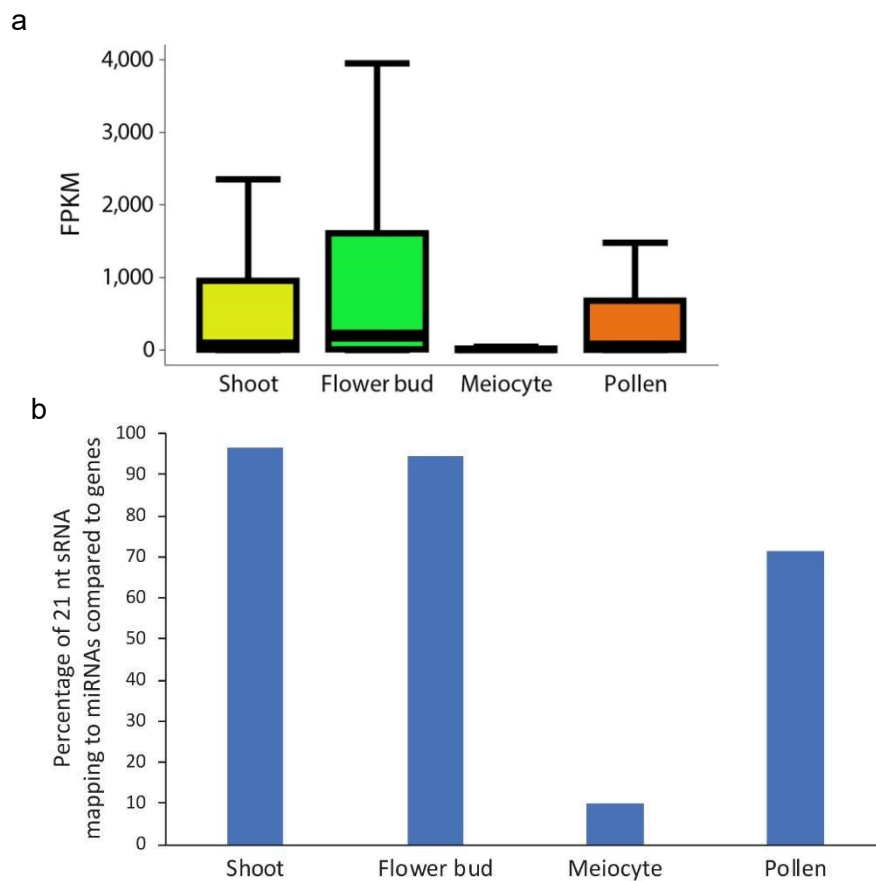 a
4,000
3,000
2,000
1,000
0
FPKM
Shoot Flower bud Meiocyte Pollen
b
100
90
80
70
60
50
40
30
20
10
0
Percentage of 21 nt sRNA
mapping to miRNAs compared to genes
Shoot Flower bud Meiocyte Pollen